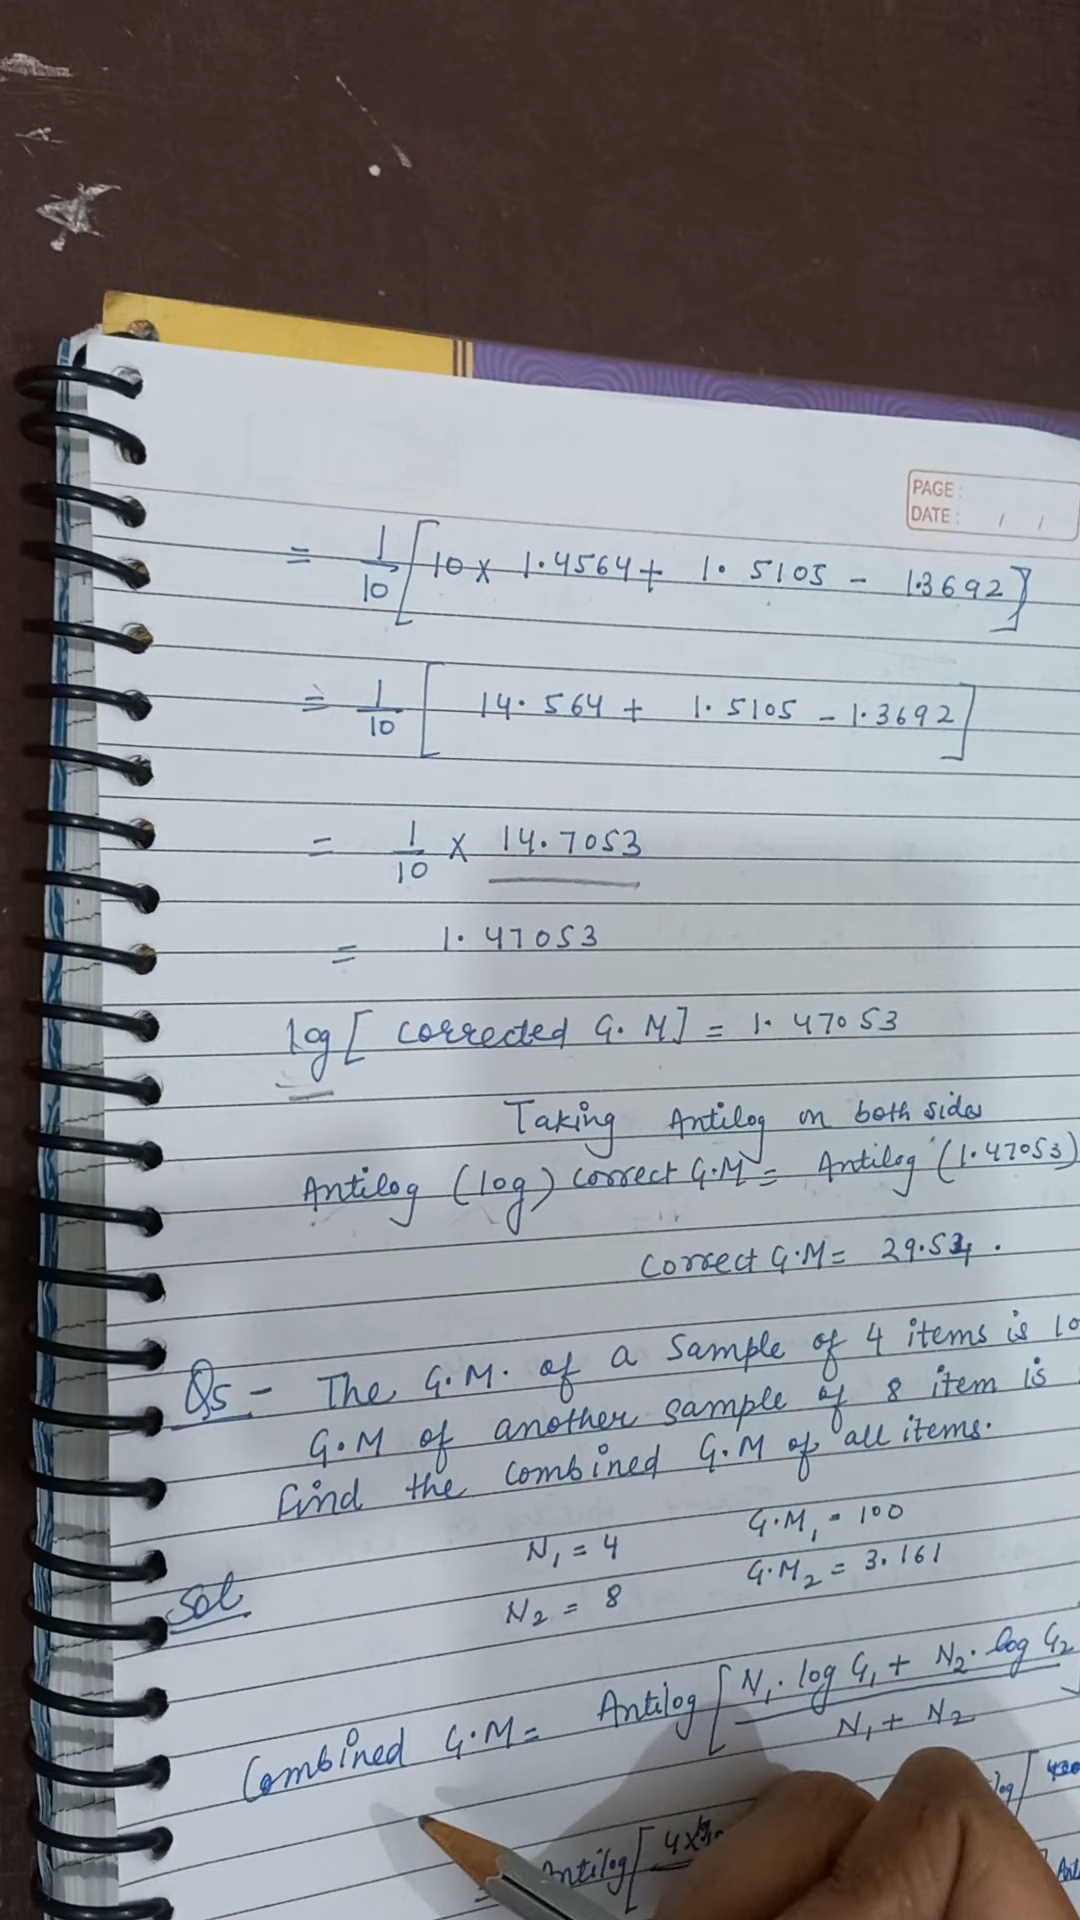 PAGE :
DATE : / /
= 1/10 [10 × 1.4564 + 1.5105 - 1.3692]
= 1/10 [14.564 + 1.5105 - 1.3692]
= 1/10 × 14.7053
= 1.47053
log [corrected G.M] = 1.47053
Taking Antilog on both sides
Antilog (log) correct G.M = Antilog (1.47053)
correct G.M = 29.54.
Q5 - The G.M. of a sample of 4 items is 10
G.M of another sample of 8 item is
find the combined G.M of all items.
Sol
N1 = 4 G.M1 = 100
N2 = 8 G.M2 = 3.161
Combined G.M = Antilog [N1. log G1 + N2. log G2 / N1 + N2
= Antilog [4×